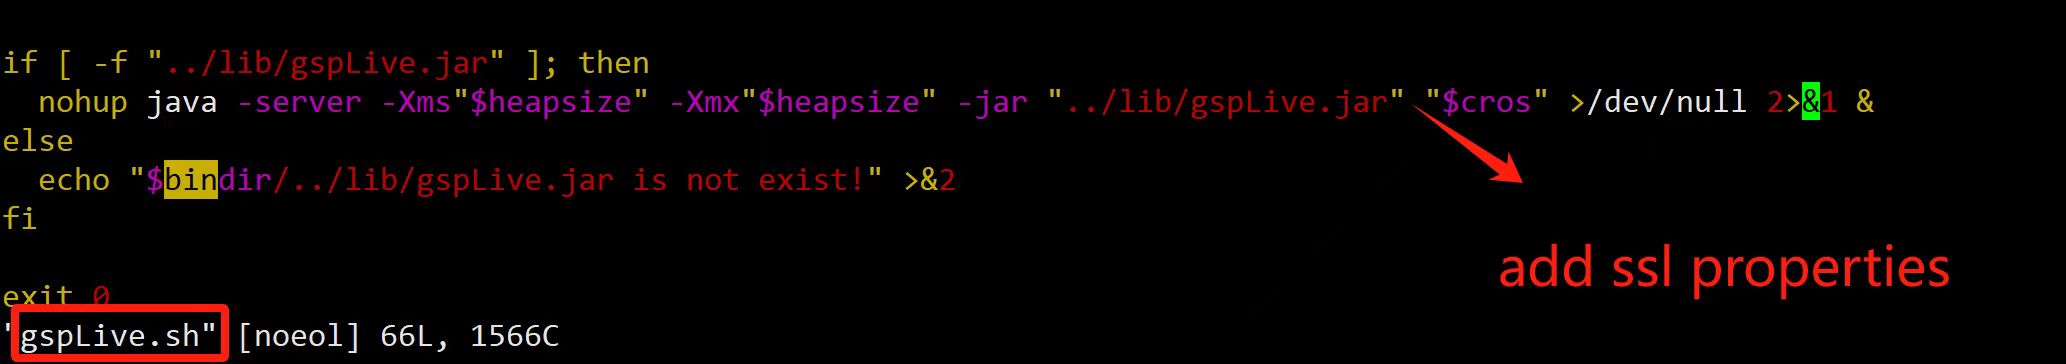 if [ -f "../lib/gspLive.jar" ]; then
  nohup java -server -Xms"$heapsize" -Xmx"$heapsize" -jar "../lib/gspLive.jar" "$cros" >/dev/null 2>&1 &
else
  echo "$bindir/../lib/gspLive.jar is not exist!" >&2
fi
add ssl properties
exit 0
"gspLive.sh" [noeol] 66L, 1566C